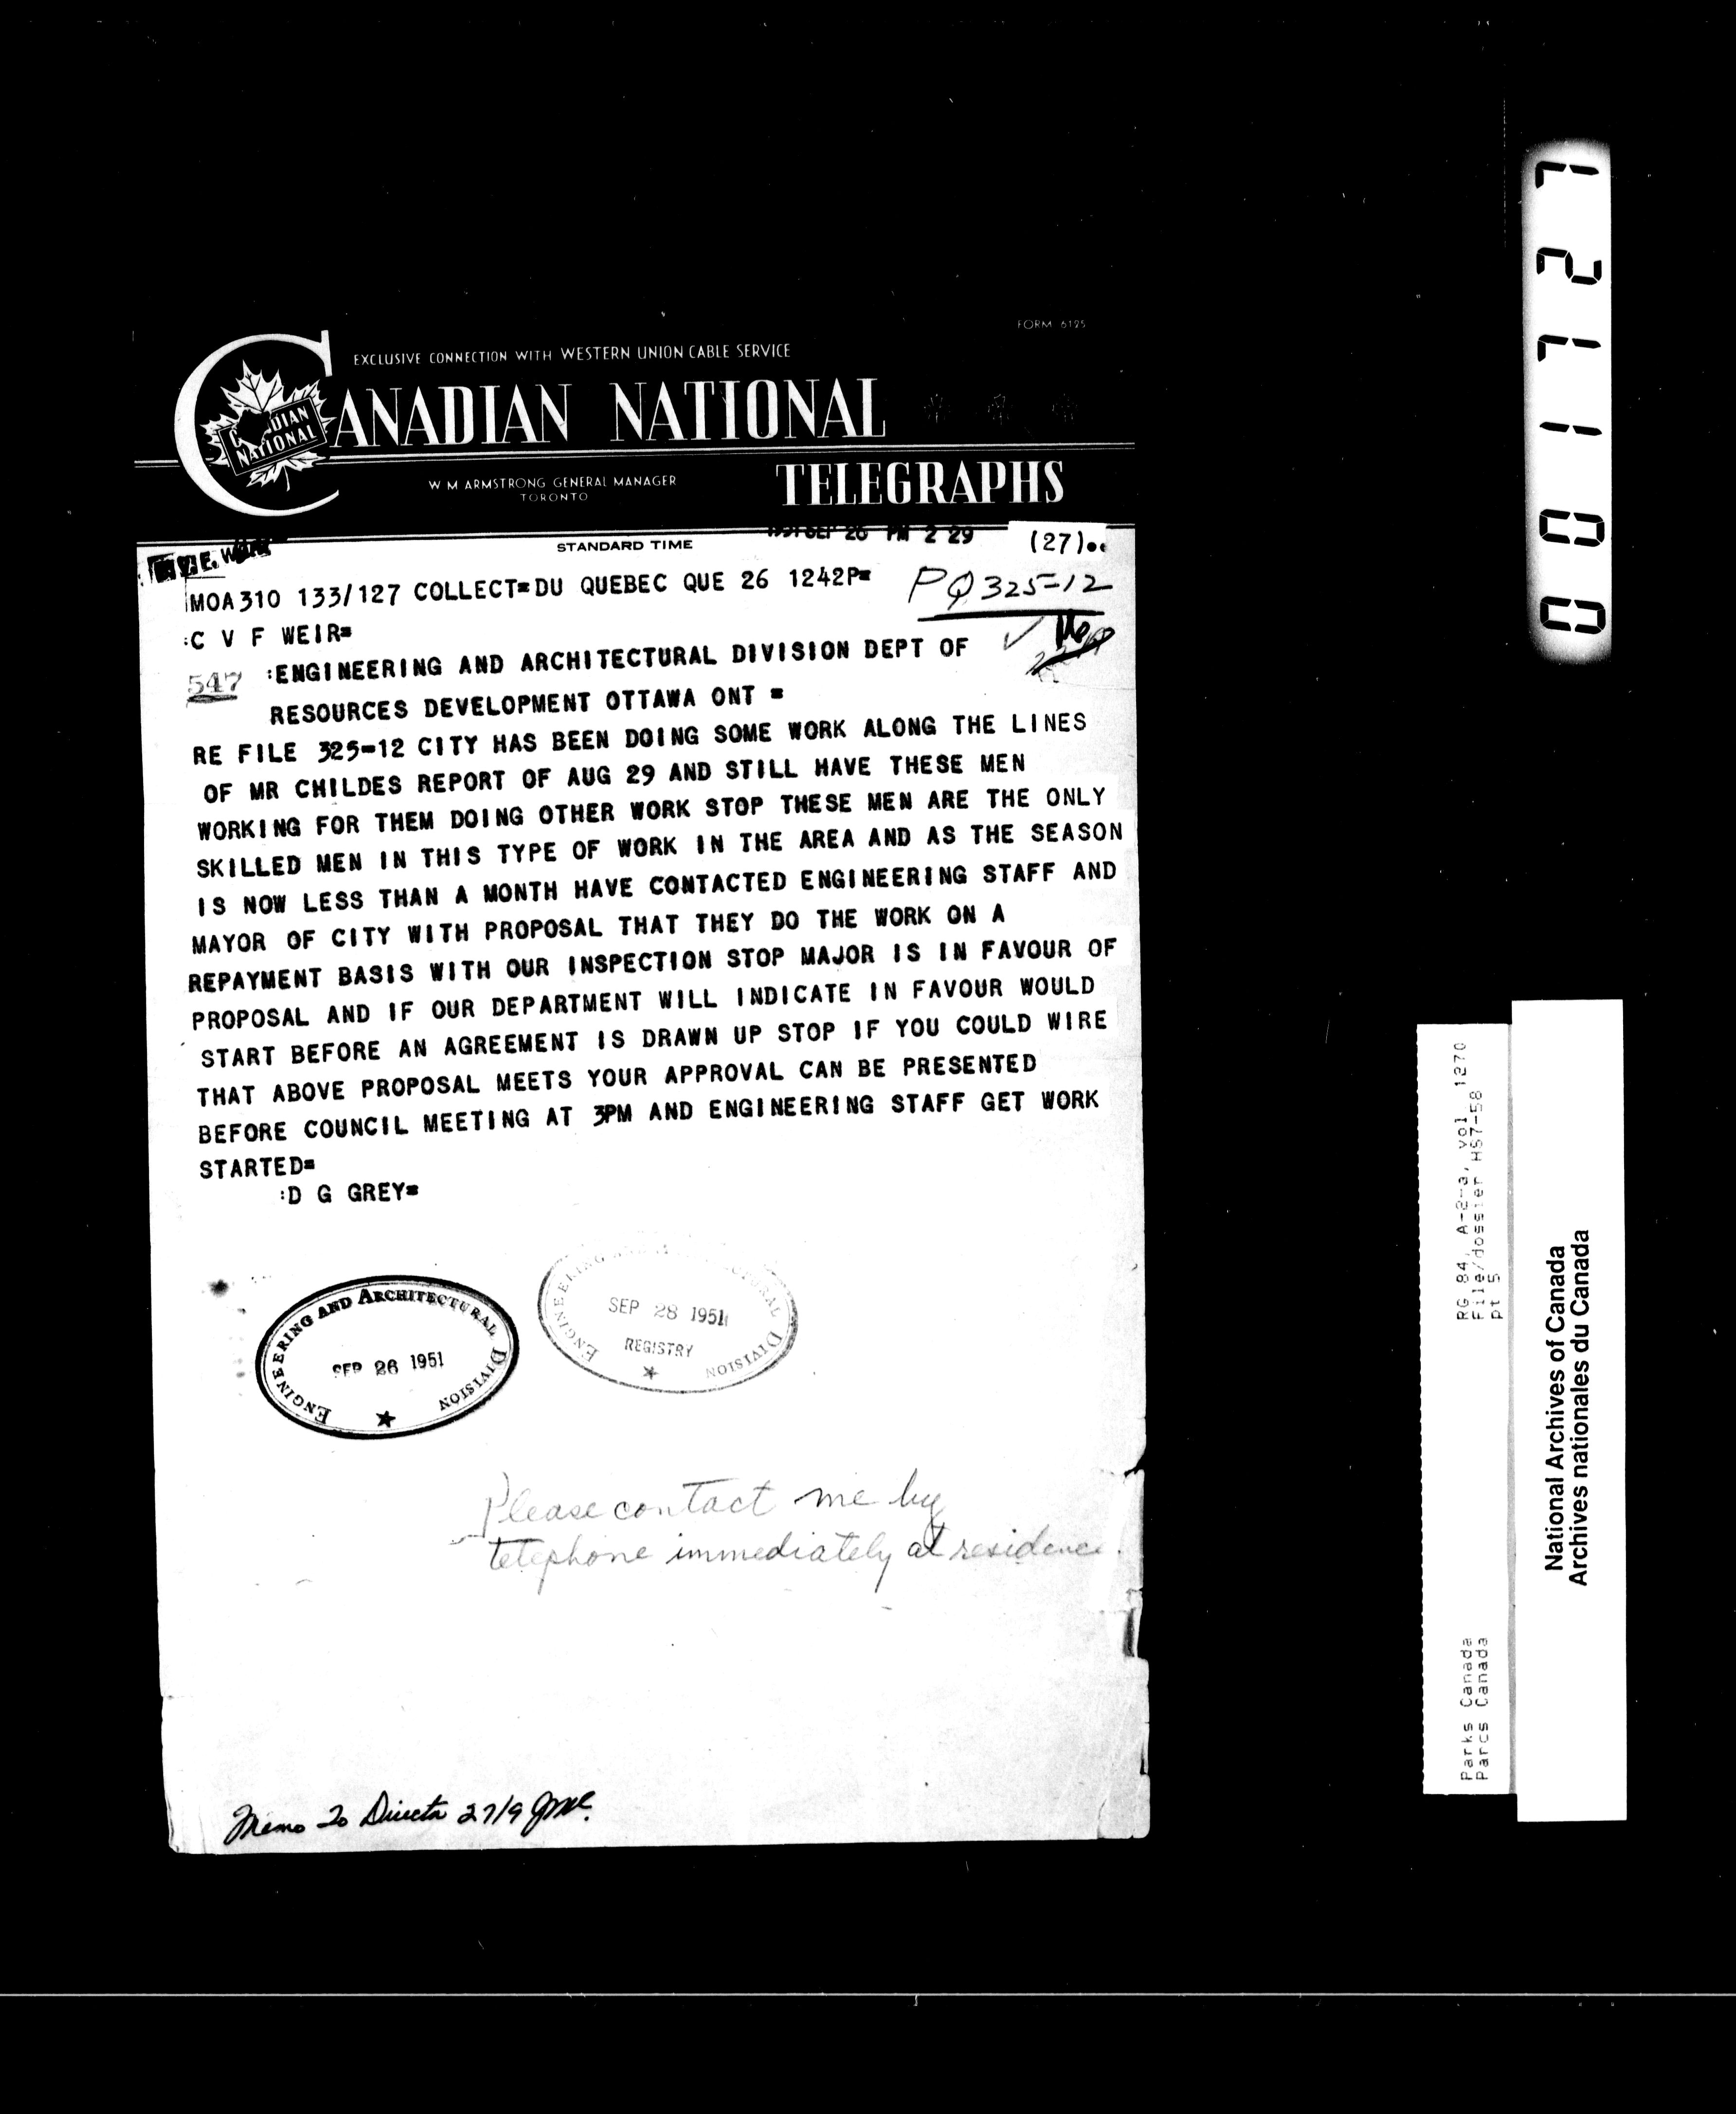 FORM 6125
EXCLUSIVE CONNECTION WITH WESTERN UNION CABLE SERVICE
CANADIAN NATIONAL
CANADIAN
NATIONAL
TELEGRAPHS
W M ARMSTRONG GENERAL MANAGER
TORONTO
STANDARD TIME
1951 SEP 26 PM 2 29
(27)..
MOA310 133/127 COLLECT=DU QUEBEC QUE 26 1242P=
PQ 325-12
:C V F WEIR=
547 :ENGINEERING AND ARCHITECTURAL DIVISION DEPT OF
RESOURCES DEVELOPMENT OTTAWA ONT =
RE FILE 325-12 CITY HAS BEEN DOING SOME WORK ALONG THE LINES
OF MR CHILDES REPORT OF AUG 29 AND STILL HAVE THESE MEN
WORKING FOR THEM DOING OTHER WORK STOP THESE MEN ARE THE ONLY
SKILLED MEN IN THIS TYPE OF WORK IN THE AREA AND AS THE SEASON
IS NOW LESS THAN A MONTH HAVE CONTACTED ENGINEERING STAFF AND
MAYOR OF CITY WITH PROPOSAL THAT THEY DO THE WORK ON A
REPAYMENT BASIS WITH OUR INSPECTION STOP MAJOR IS IN FAVOUR OF
PROPOSAL AND IF OUR DEPARTMENT WILL INDICATE IN FAVOUR WOULD
START BEFORE AN AGREEMENT IS DRAWN UP STOP IF YOU COULD WIRE
THAT ABOVE PROPOSAL MEETS YOUR APPROVAL CAN BE PRESENTED
BEFORE COUNCIL MEETING AT 3PM AND ENGINEERING STAFF GET WORK
STARTED=
:D G GREY=
ENGINEERING AND ARCHITECTURAL DIVISION
SEP 26 1951
ENGINEERING AND ARCHITECTURAL DIVISION
SEP 28 1951
REGISTRY
Please contact me by
telephone immediately at residence.
Memo to Director 27/9
001721
RG 84, A-2-a, vol 1270
File/dossier HS7-58
pt 5
Parks Canada
Parcs Canada
National Archives of Canada
Archives nationales du Canada